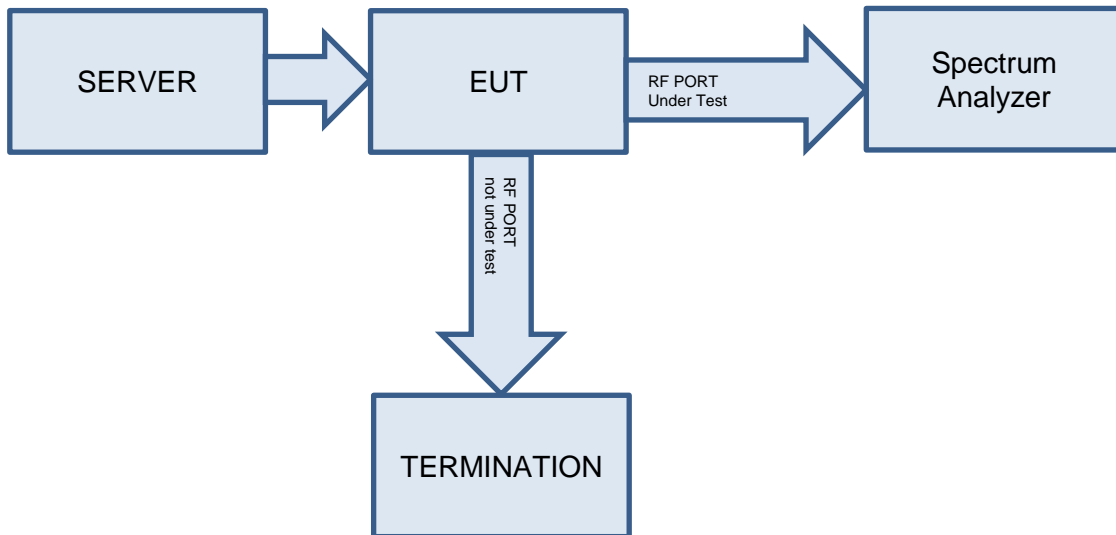 SERVER
EUT
RF PORT
Under Test
Spectrum
Analyzer
RF PORT
not under test
TERMINATION